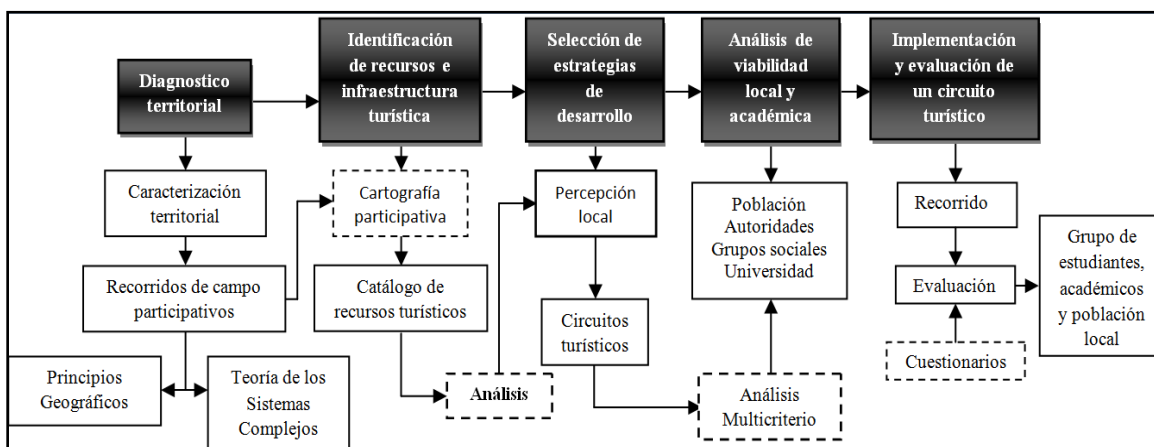 Diagnostico
territorial
Identificación
de recursos e
infraestructura
turística
Selección de
estrategias
de
desarrollo
Análisis de
viabilidad
local y
académica
Implementación
y evaluación de
un circuito
turístico
Caracterización
territorial
Recorridos de campo
participativos
Principios
Geográficos
Teoría de los
Sistemas
Complejos
Cartografía
participativa
Catálogo de
recursos turísticos
Análisis
Percepción
local
Circuitos
turísticos
Población
Autoridades
Grupos sociales
Universidad
Análisis
Multicriterio
Recorrido
Evaluación
Cuestionarios
Grupo de
estudiantes,
académicos
y población
local